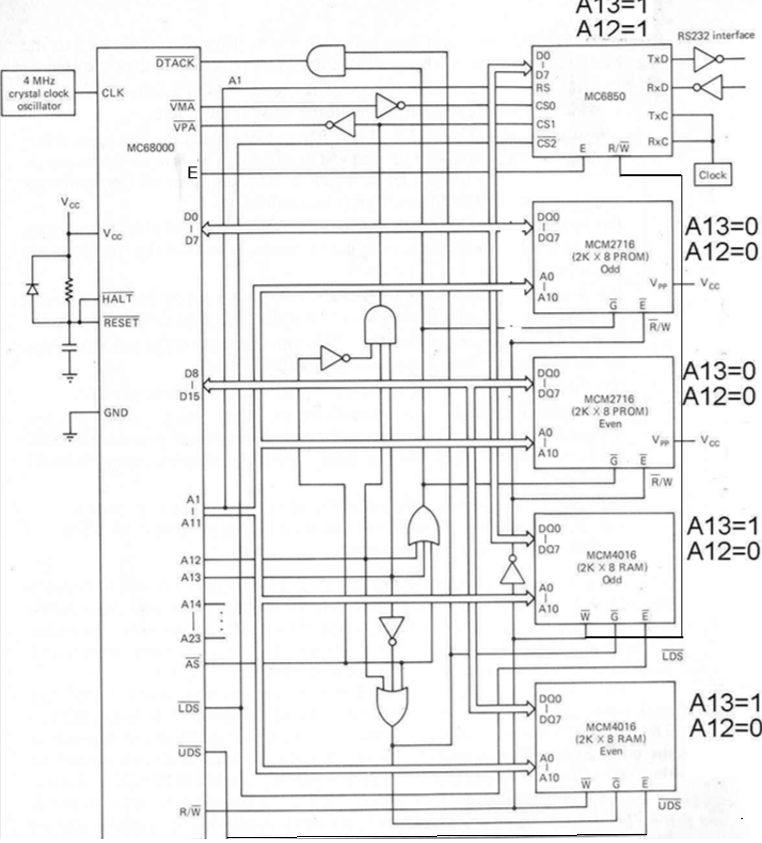 A13=1
A12=1
RS232 interface
4 MHz
crystal clock
oscillator
CLK
DTACK
A1
VMA
VPA
MC68000
E
D0
D7
RS
CS0
CS1
CS2
MC6850
E
R/W
TxD
RxD
TxC
RxC
Clock
VCC
VCC
HALT
RESET
GND
D0
D7
DQ0
DQ7
MCM2716
(2K X 8 PROM)
Odd
A0
A10
VPP
VCC
G
E
R/W
A13=0
A12=0
D8
D15
DQ0
DQ7
MCM2716
(2K X 8 PROM)
Even
A0
A10
VPP
VCC
G
E
R/W
A13=0
A12=0
A1
A11
A12
A13
A14
A23
AS
LDS
UDS
R/W
DQ0
DQ7
MCM4016
(2K X 8 RAM)
Odd
A0
A10
W
G
E
LDS
A13=1
A12=0
DQ0
DQ7
MCM4016
(2K X 8 RAM)
Even
A0
A10
W
G
E
UDS
A13=1
A12=0